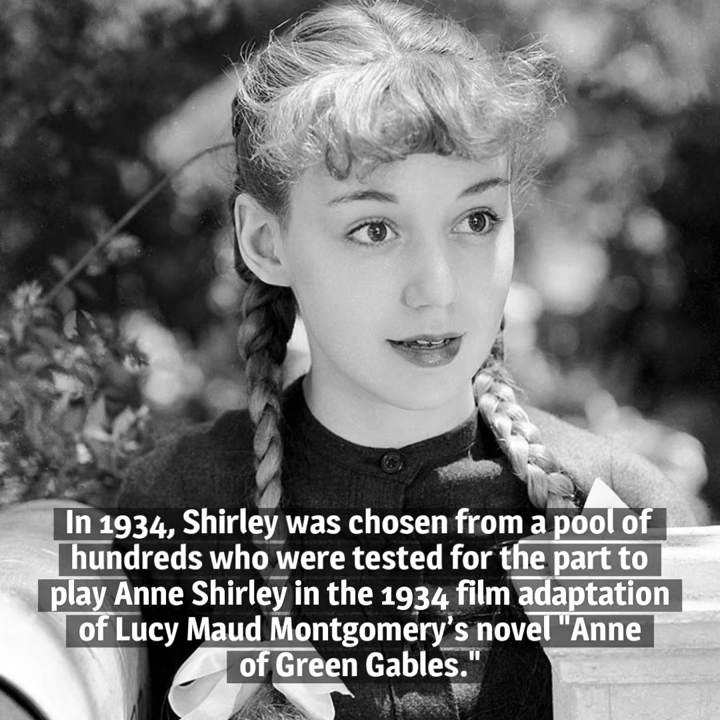 In 1934, Shirley was chosen from a pool of
hundreds who were tested for the part to
play Anne Shirley in the 1934 film adaptation
of Lucy Maud Montgomery’s novel "Anne
of Green Gables."